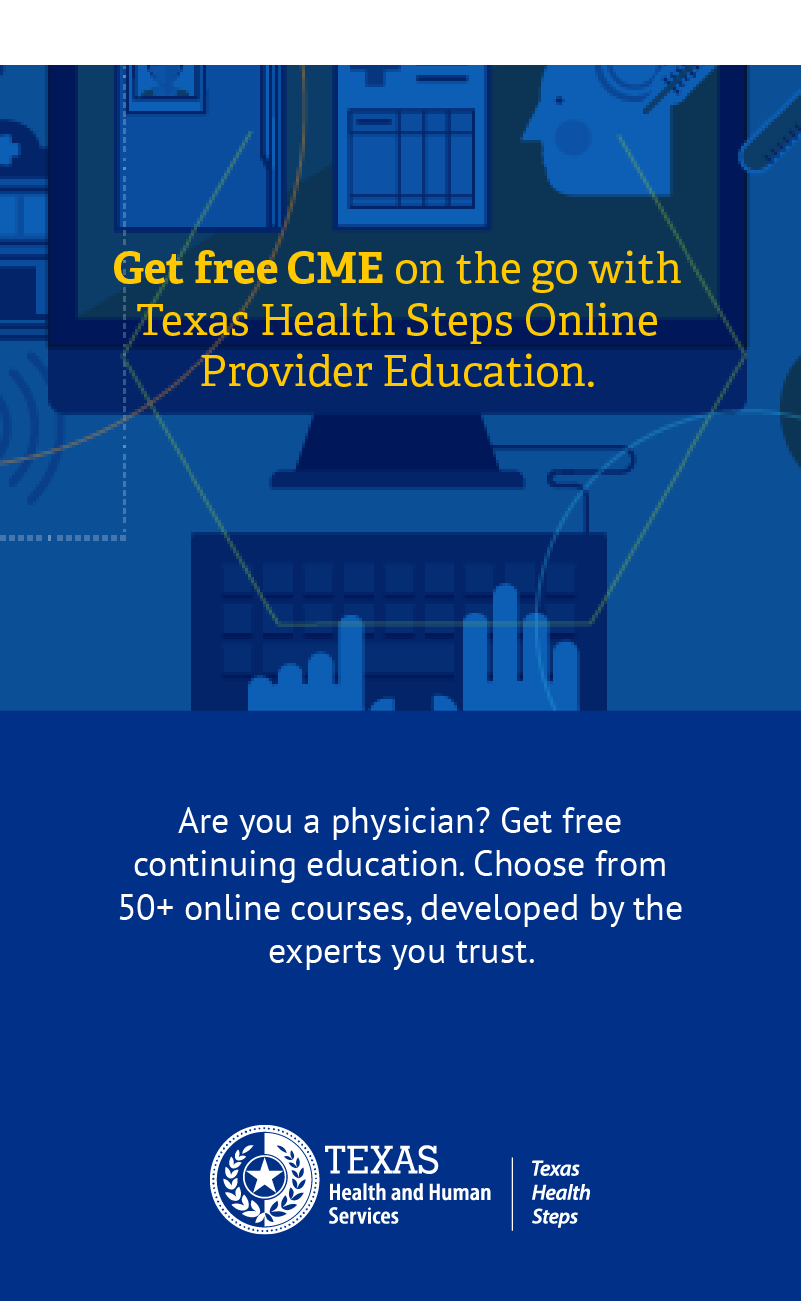 Get free CME on the go with
Texas Health Steps Online
Provider Education.
Are you a physician? Get free
continuing education. Choose from
50+ online courses, developed by the
experts you trust.
TEXAS
Health and Human
Services
Texas
Health
Steps